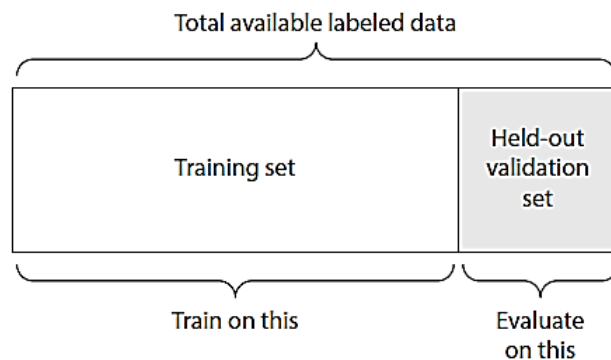 Total available labeled data
Training set
Held-out
validation
set
Train on this
Evaluate
on this